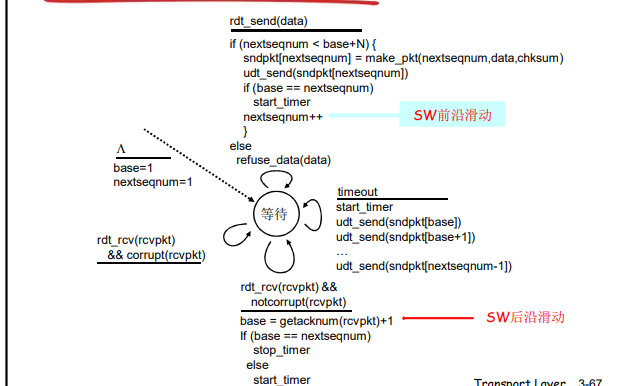 rdt_send(data)
if (nextseqnum < base+N) {
sndpkt[nextseqnum] = make_pkt(nextseqnum,data,chksum)
udt_send(sndpkt[nextseqnum])
if (base == nextseqnum)
start_timer
nextseqnum++
SW前沿滑动
}
else
refuse_data(data)
Λ
base=1
nextseqnum=1
等待
timeout
start_timer
udt_send(sndpkt[base])
udt_send(sndpkt[base+1])
…
udt_send(sndpkt[nextseqnum-1])
rdt_rcv(rcvpkt)
&& corrupt(rcvpkt)
rdt_rcv(rcvpkt) &&
notcorrupt(rcvpkt)
base = getacknum(rcvpkt)+1
SW后沿滑动
If (base == nextseqnum)
stop_timer
else
start_timer
Transport Layer 3-67